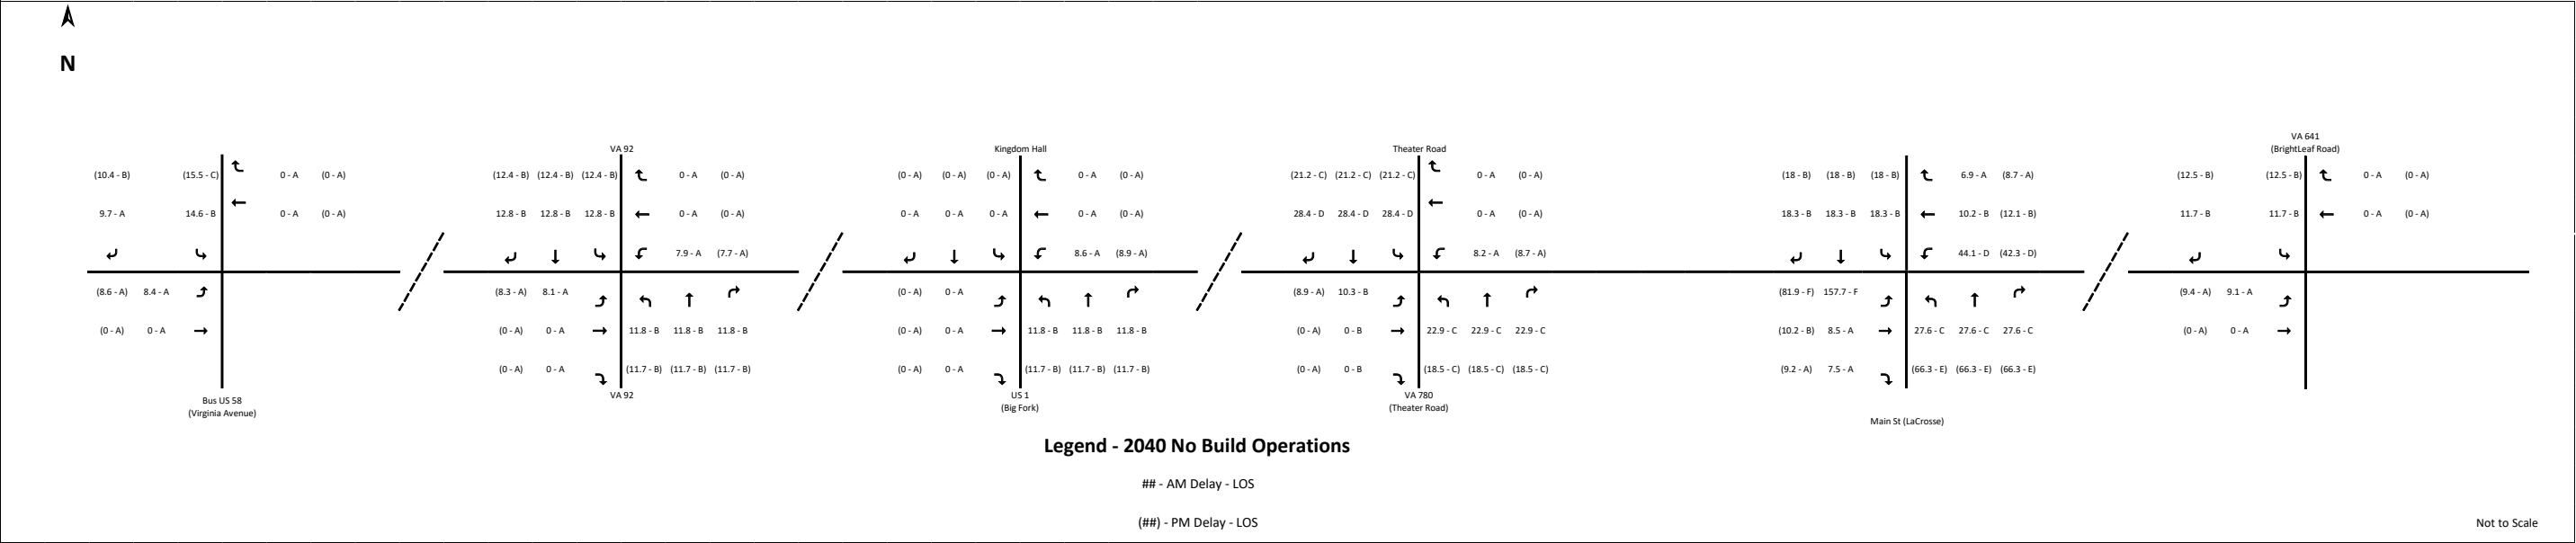 N
VA 641
VA 92 Kingdom Hall Theater Road (BrightLeaf Road)
(10.4 - B) (15.5 - C) 0 - A (0 - A) (12.4 - B) (12.4 - B) (12.4 - B) 0 - A (0 - A) (0 - A) (0 - A) (0 - A) 0 - A (0 - A) (21.2 - C) (21.2 - C) (21.2 - C) 0 - A (0 - A) (18 - B) (18 - B) (18 - B) 6.9 - A (8.7 - A) (12.5 - B) (12.5 - B) 0 - A (0 - A)
9.7 - A 14.6 - B 0 - A (0 - A) 12.8 - B 12.8 - B 12.8 - B 0 - A (0 - A) 0 - A 0 - A 0 - A 0 - A (0 - A) 28.4 - D 28.4 - D 28.4 - D 0 - A (0 - A) 18.3 - B 18.3 - B 18.3 - B 10.2 - B (12.1 - B) 11.7 - B 11.7 - B 0 - A (0 - A)
7.9 - A (7.7 - A) 8.6 - A (8.9 - A) 8.2 - A (8.7 - A) 44.1 - D (42.3 - D)
(8.6 - A) 8.4 - A (8.3 - A) 8.1 - A (0 - A) 0 - A (8.9 - A) 10.3 - B (81.9 - F) 157.7 - F (9.4 - A) 9.1 - A
(0 - A) 0 - A (0 - A) 0 - A 11.8 - B 11.8 - B 11.8 - B (0 - A) 0 - A 11.8 - B 11.8 - B 11.8 - B (0 - A) 0 - B 22.9 - C 22.9 - C 22.9 - C (10.2 - B) 8.5 - A 27.6 - C 27.6 - C 27.6 - C (0 - A) 0 - A
(0 - A) 0 - A (11.7 - B) (11.7 - B) (11.7 - B) (0 - A) 0 - A (11.7 - B) (11.7 - B) (11.7 - B) (0 - A) 0 - B (18.5 - C) (18.5 - C) (18.5 - C) (9.2 - A) 7.5 - A (66.3 - E) (66.3 - E) (66.3 - E)
Bus US 58 VA 92 US 1 VA 780
(Virginia Avenue) (Big Fork) (Theater Road)
Main St (LaCrosse)
Legend - 2040 No Build Operations
## - AM Delay - LOS
(##) - PM Delay - LOS
Not to Scale